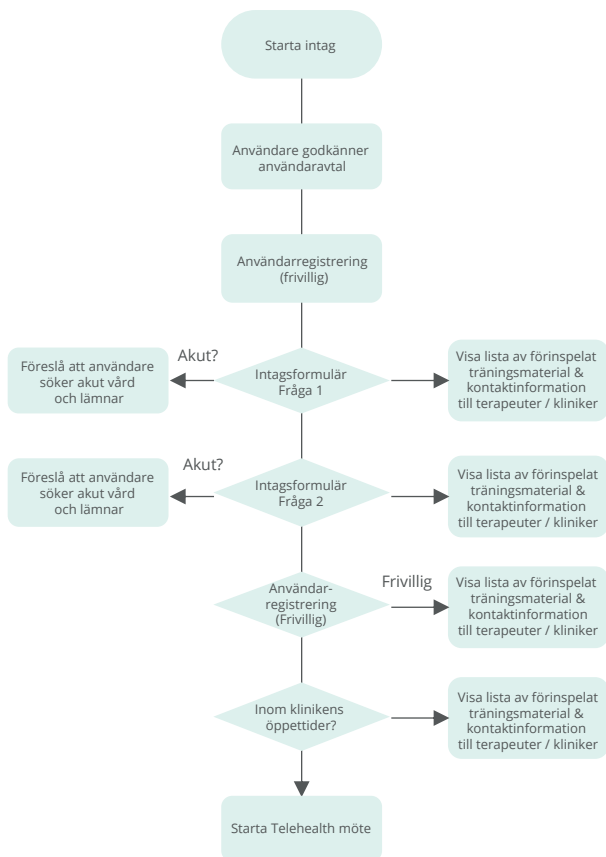 Starta intag
Användare godkänner
användaravtal
Användarregistrering
(frivillig)
Akut?
Föreslå att användare
söker akut vård
och lämnar
Intagsformulär
Fråga 1
Visa lista av förinspelat
träningsmaterial &
kontaktinformation
till terapeuter / kliniker
Akut?
Föreslå att användare
söker akut vård
och lämnar
Intagsformulär
Fråga 2
Visa lista av förinspelat
träningsmaterial &
kontaktinformation
till terapeuter / kliniker
Användar-
registrering
(Frivillig)
Frivillig
Visa lista av förinspelat
träningsmaterial &
kontaktinformation
till terapeuter / kliniker
Inom klinikens
öppettider?
Visa lista av förinspelat
träningsmaterial &
kontaktinformation
till terapeuter / kliniker
Starta Telehealth möte